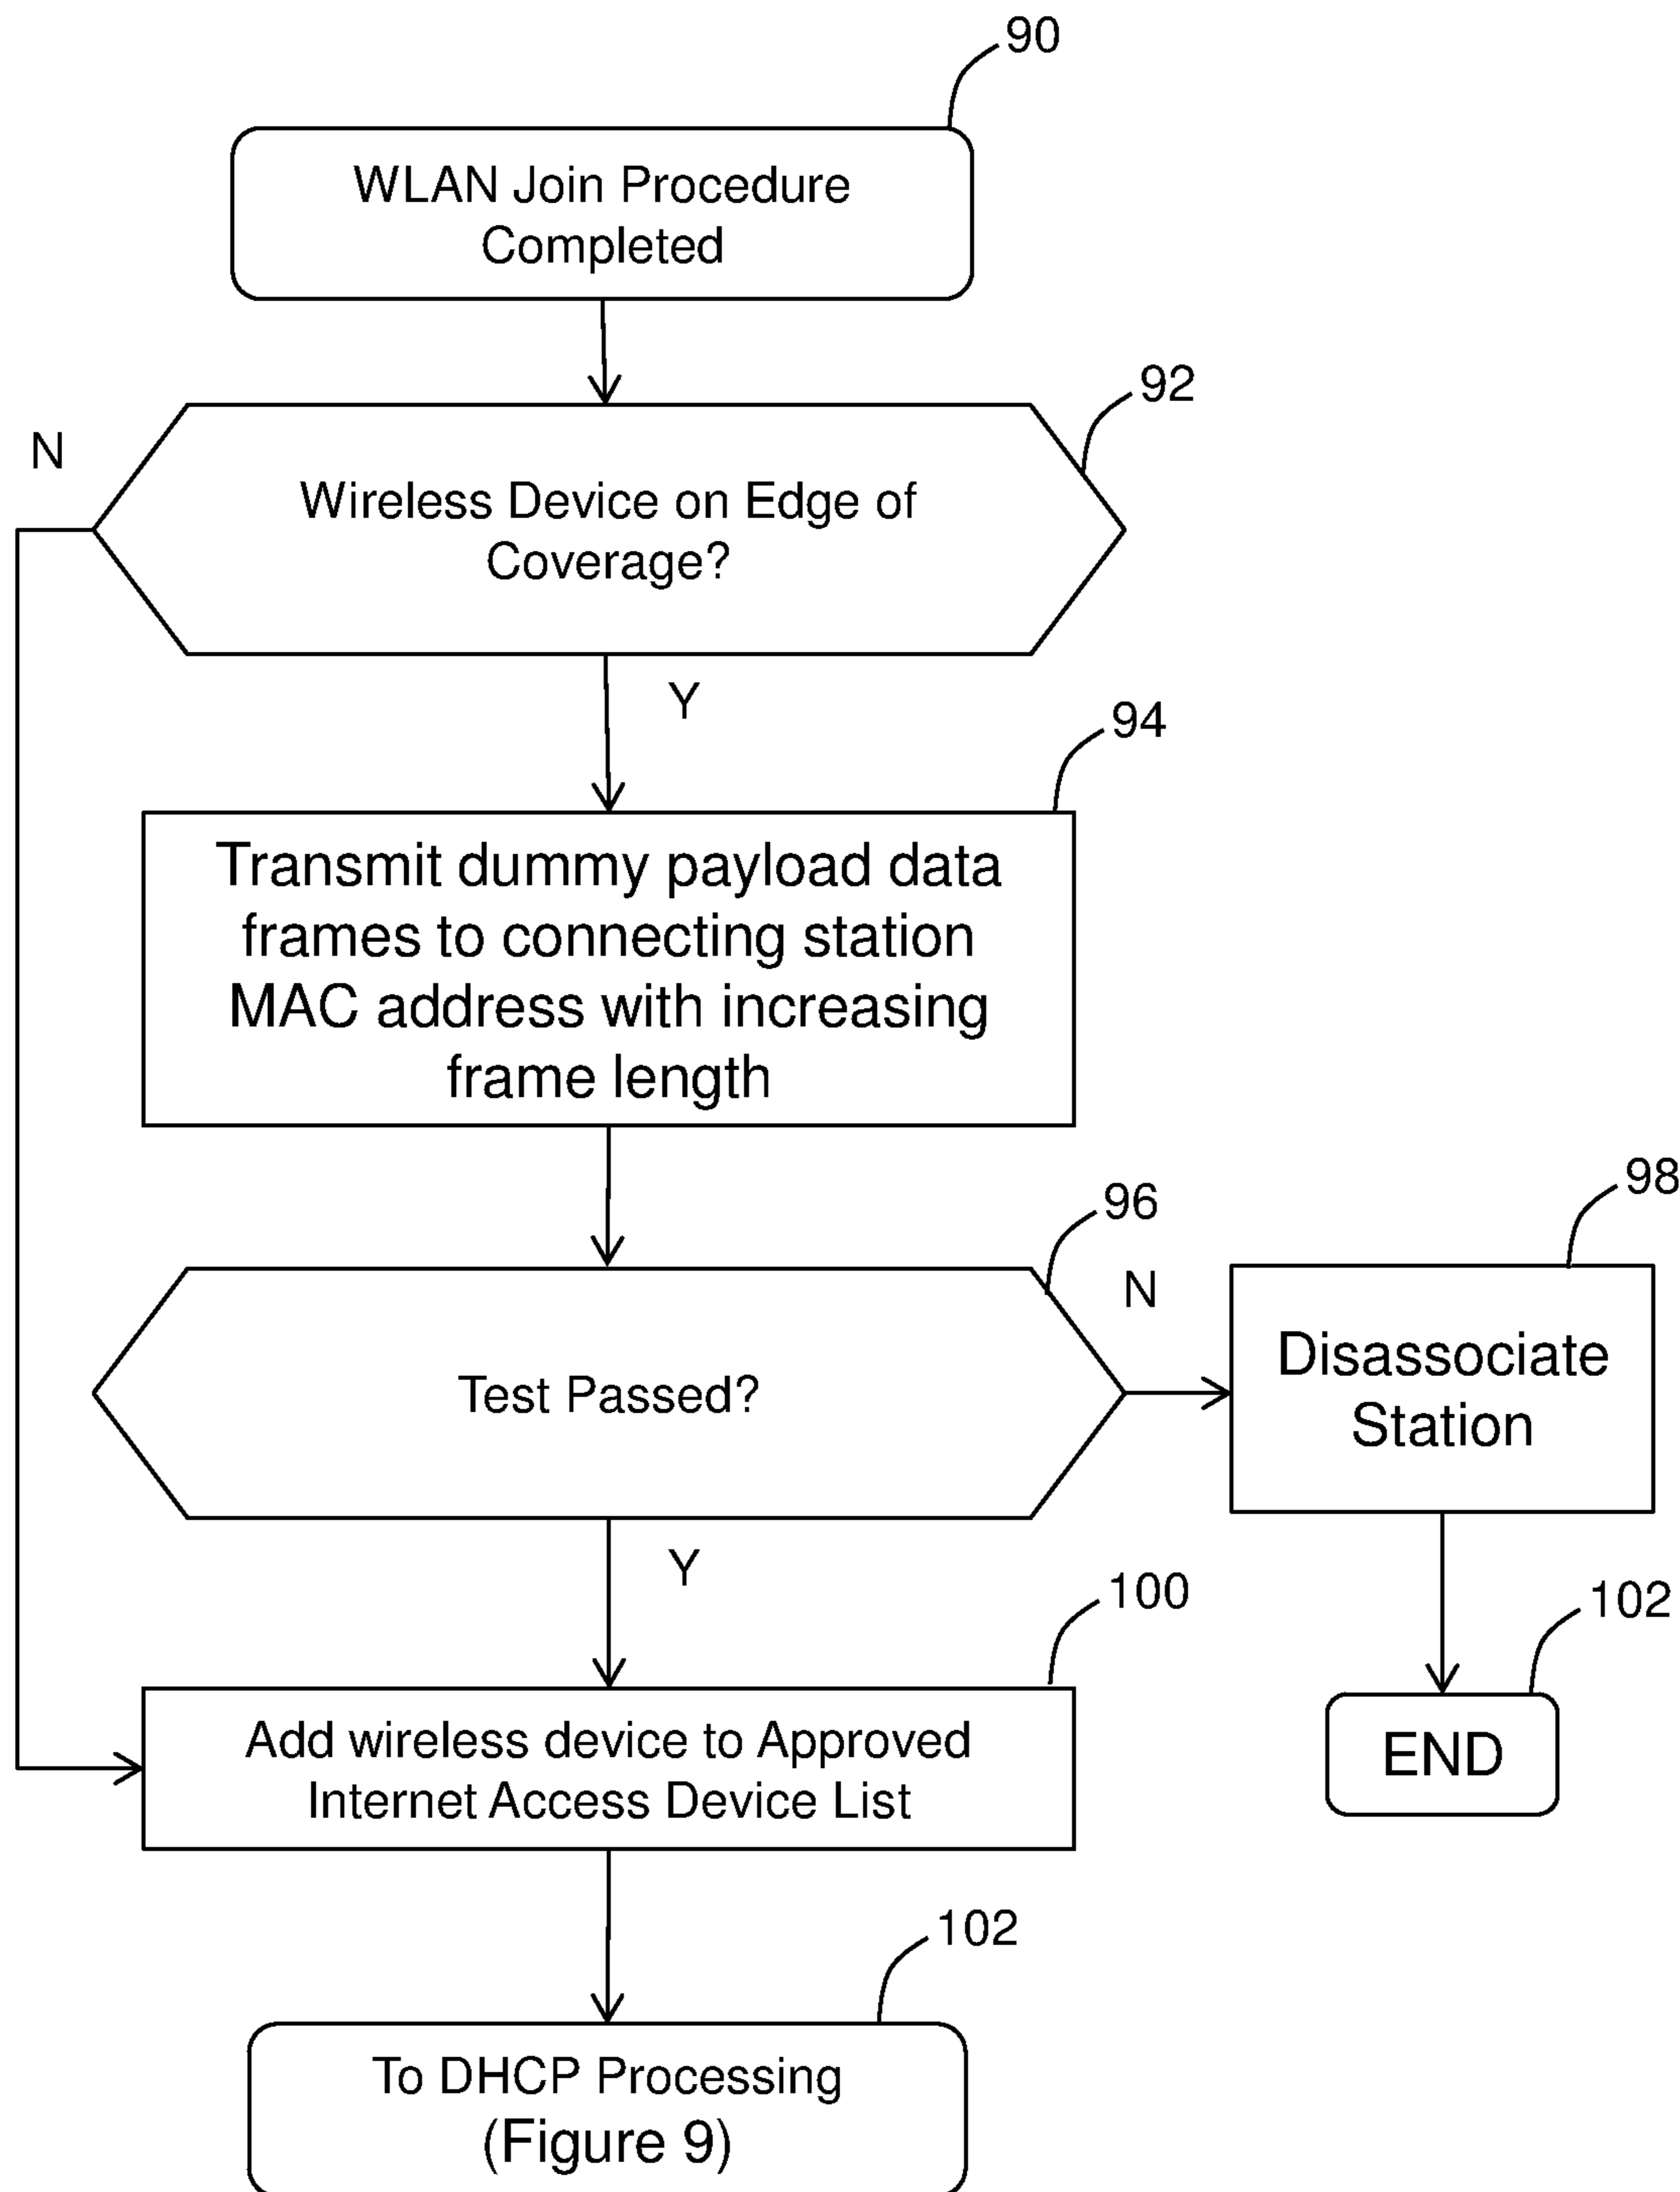 90
WLAN Join Procedure
Completed
92
N
Wireless Device on Edge of
Coverage?
Y
94
Transmit dummy payload data
frames to connecting station
MAC address with increasing
frame length
96
98
N
Test Passed?
Disassociate
Station
Y
100
102
Add wireless device to Approved
Internet Access Device List
END
102
To DHCP Processing
(Figure 9)